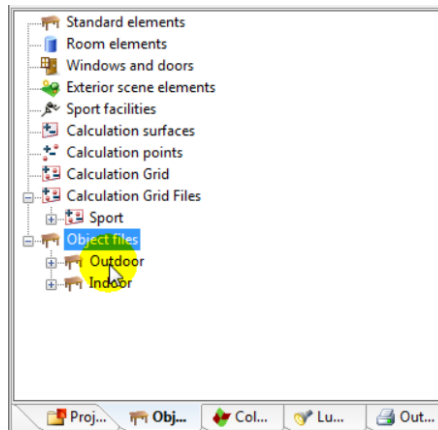 Standard elements
Room elements
Windows and doors
Exterior scene elements
Sport facilities
Calculation surfaces
Calculation points
Calculation Grid
Calculation Grid Files
Sport
Object files
Outdoor
Indoor
Proj... Obj... Col... Lu... Out...